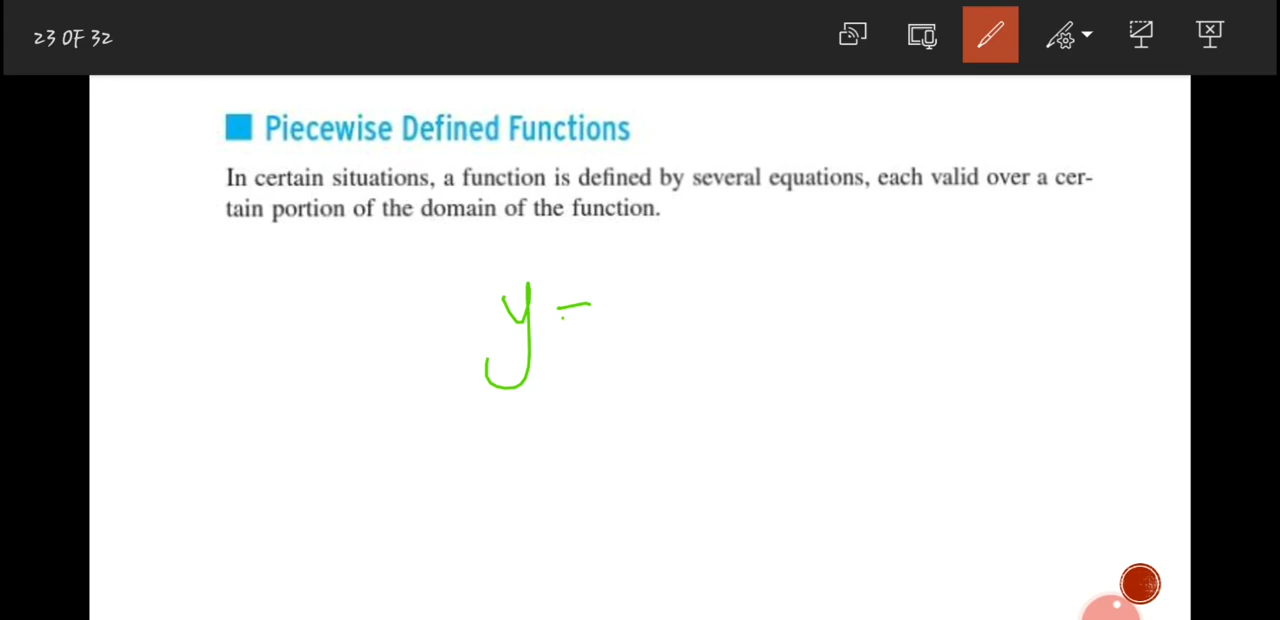 23 OF 32
Piecewise Defined Functions
In certain situations, a function is defined by several equations, each valid over a cer-
tain portion of the domain of the function.
y =